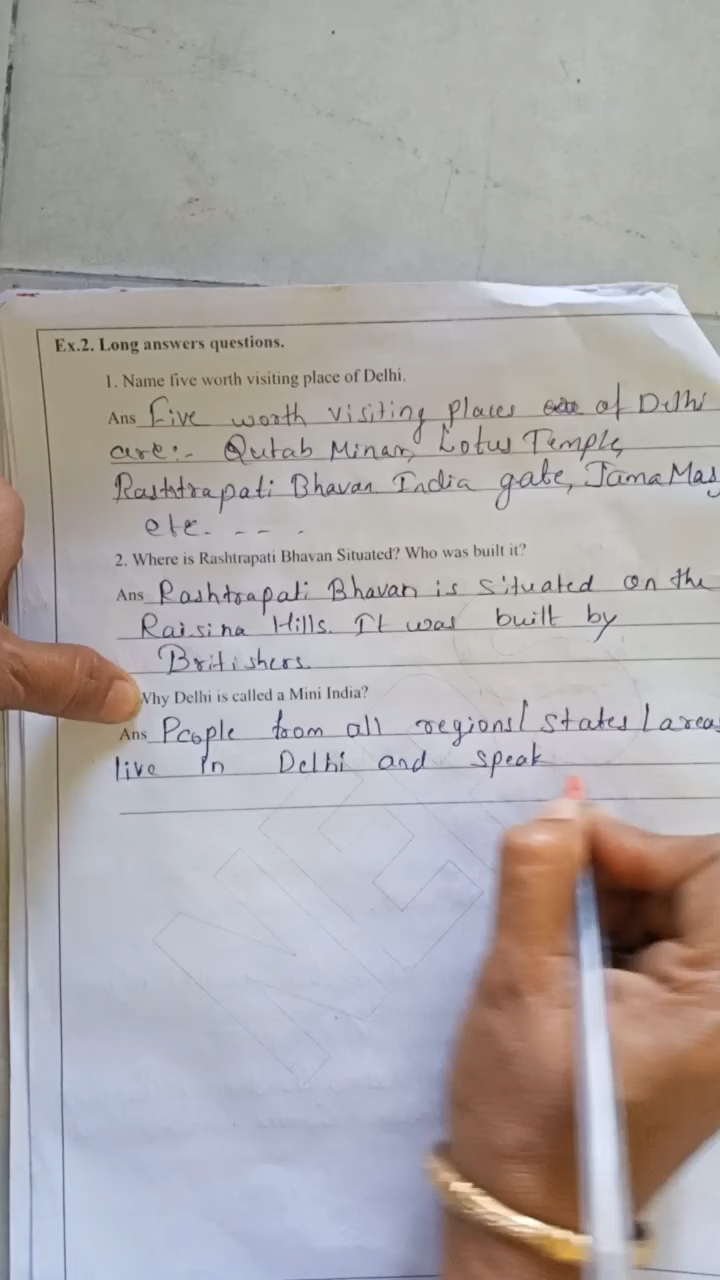 Ex.2. Long answers questions.
1. Name five worth visiting place of Delhi.
Ans Five worth visiting places of Delhi
are:- Qutab Minar, Lotus Temple,
Rashtrapati Bhavan India gate, Jama Mas
etc. - - - .
2. Where is Rashtrapati Bhavan Situated? Who was built it?
Ans Rashtrapati Bhavan is situated on the
Raisina Hills. It was built by
Britishers.
Why Delhi is called a Mini India?
Ans People from all regions/ states/ areas
live in Delhi and speak